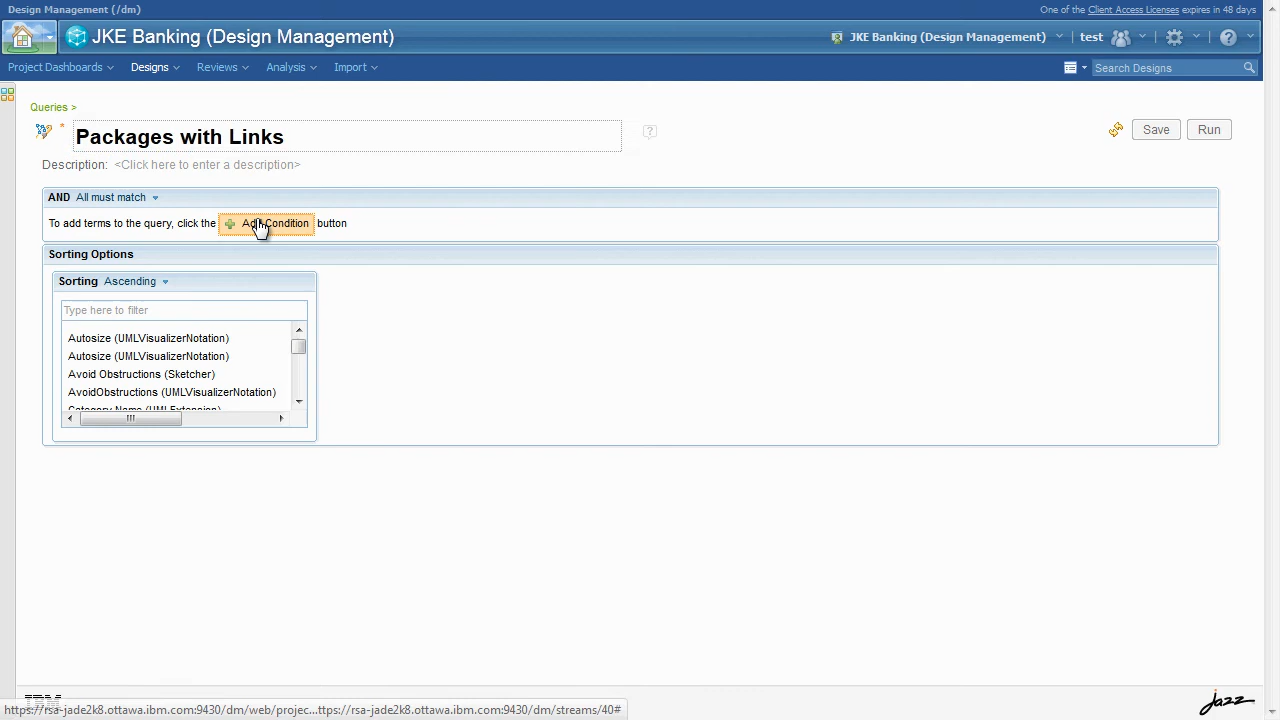 Design Management (/dm)
One of the Client Access Licenses expires in 48 days
JKE Banking (Design Management)
JKE Banking (Design Management)
test
Project Dashboards
Designs
Reviews
Analysis
Import
Search Designs
Queries >
* Packages with Links
?
Save
Run
Description: <Click here to enter a description>
AND All must match
To add terms to the query, click the Add Condition button
Sorting Options
Sorting Ascending
Type here to filter
Autosize (UMLVisualizerNotation)
Autosize (UMLVisualizerNotation)
Avoid Obstructions (Sketcher)
AvoidObstructions (UMLVisualizerNotation)
Category Name (UMLExtension)
IBM
jazz
https://rsa-jade2k8.ottawa.ibm.com:9430/dm/web/projec...ttps://rsa-jade2k8.ottawa.ibm.com:9430/dm/streams/40#